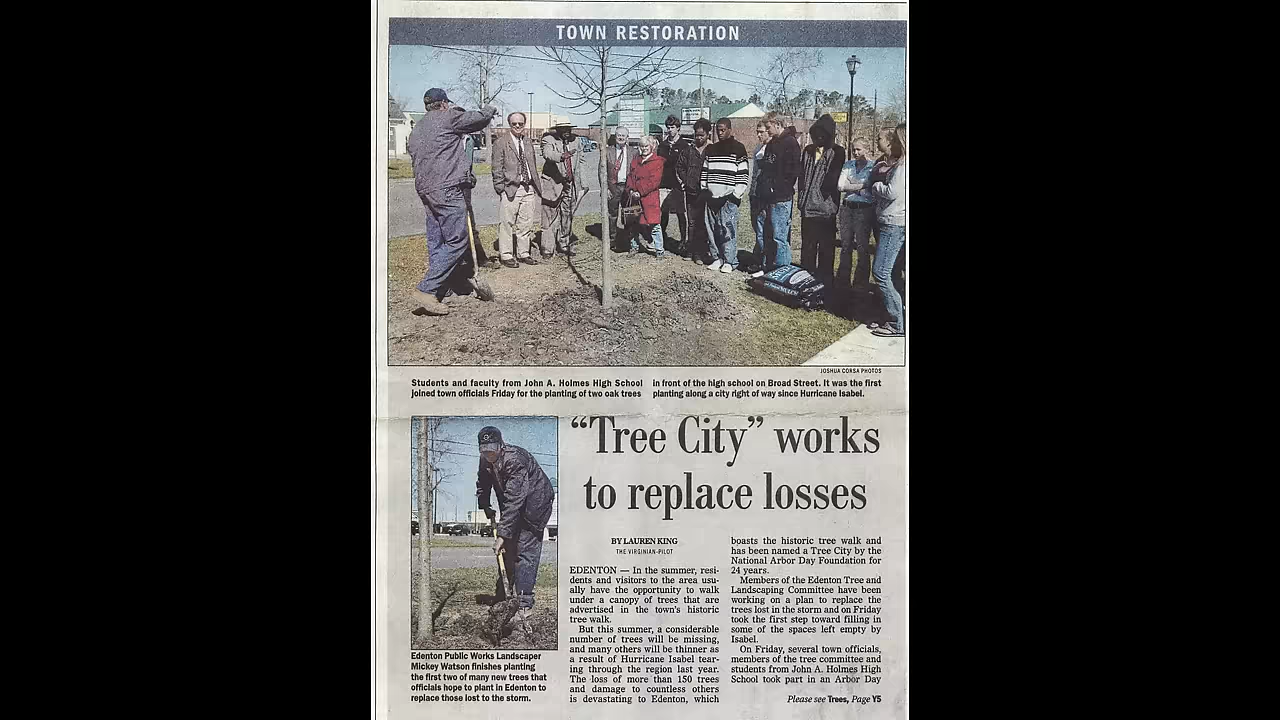 TOWN RESTORATION
JOSHUA CORSA PHOTOS
Students and faculty from John A. Holmes High School
joined town officials Friday for the planting of two oak trees
in front of the high school on Broad Street. It was the first
planting along a city right of way since Hurricane Isabel.
“Tree City” works
to replace losses
Edenton Public Works Landscaper
Mickey Watson finishes planting
the first two of many new trees that
officials hope to plant in Edenton to
replace those lost to the storm.
BY LAUREN KING
THE VIRGINIAN-PILOT
EDENTON — In the summer, resi-
dents and visitors to the area usu-
ally have the opportunity to walk
under a canopy of trees that are
advertised in the town's historic
tree walk.
But this summer, a considerable
number of trees will be missing,
and many others will be thinner as
a result of Hurricane Isabel tear-
ing through the region last year.
The loss of more than 150 trees
and damage to countless others
is devastating to Edenton, which
boasts the historic tree walk and
has been named a Tree City by the
National Arbor Day Foundation for
24 years.
Members of the Edenton Tree and
Landscaping Committee have been
working on a plan to replace the
trees lost in the storm and on Friday
took the first step toward filling in
some of the spaces left empty by
Isabel.
On Friday, several town officials,
members of the tree committee and
students from John A. Holmes High
School took part in an Arbor Day
Please see Trees, Page Y5